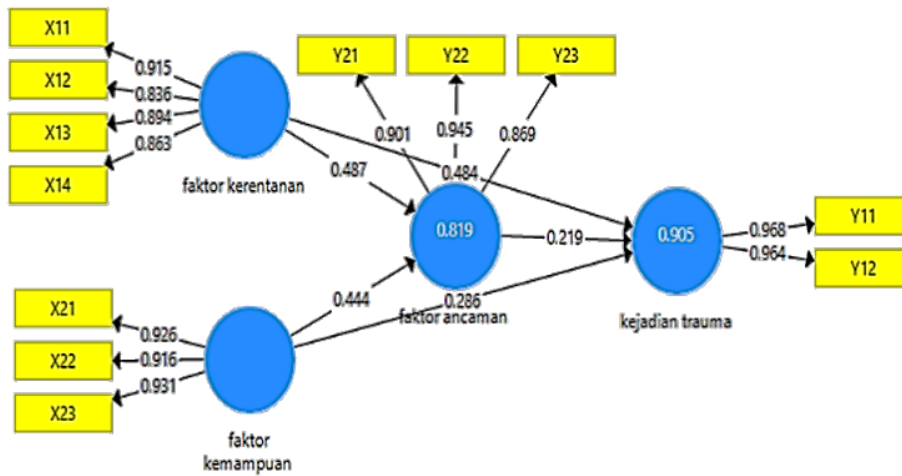 X11
X12
X13
X14
0.915
0.836
0.894
0.863
faktor kerentanan
Y21
Y22
Y23
0.901
0.945
0.869
0.487
0.484
0.819
faktor ancaman
0.219
0.905
kejadian trauma
0.968
0.964
Y11
Y12
0.444
0.286
X21
X22
X23
0.926
0.916
0.931
faktor
kemampuan